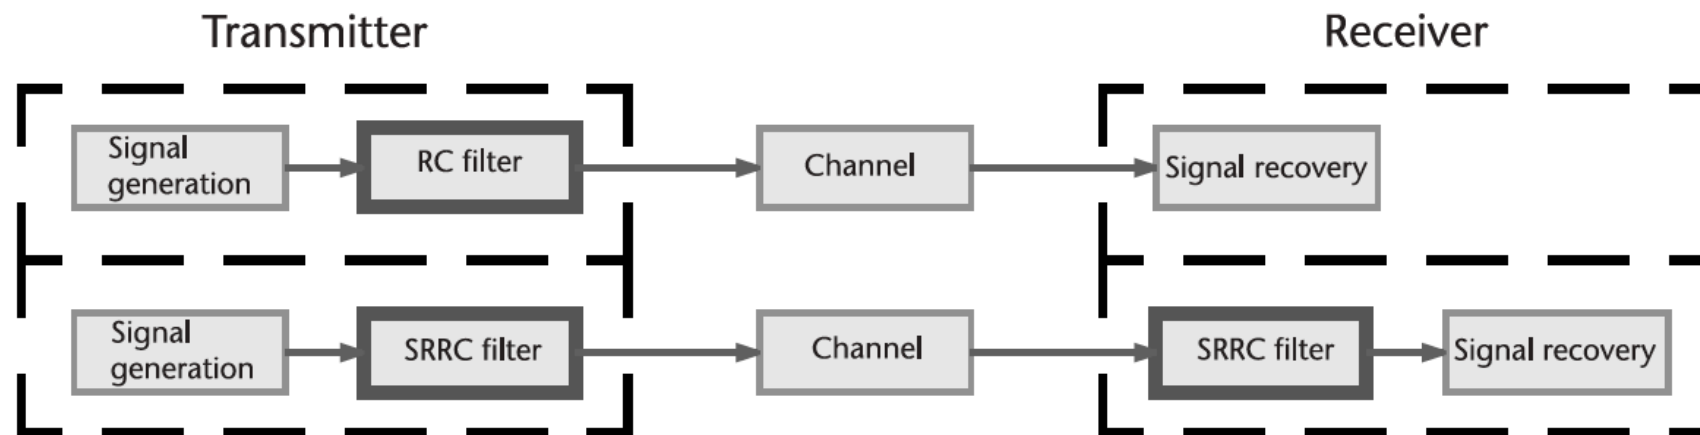 Transmitter
Receiver
Signal
generation
RC filter
Channel
Signal recovery
Signal
generation
SRRC filter
Channel
SRRC filter
Signal recovery